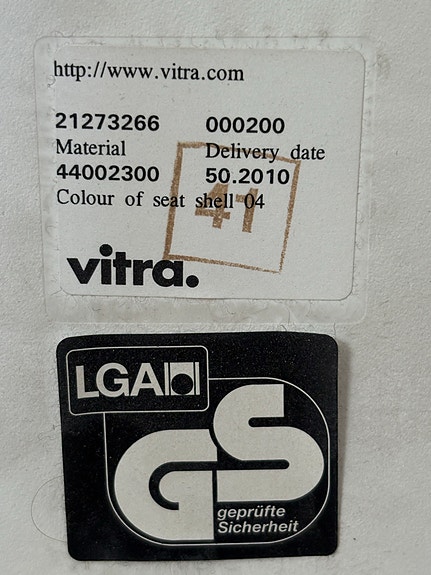 http://www.vitra.com
21273266 000200
Material Delivery date
44002300 50.2010
Colour of seat shell 04
41
vitra.
LGA
GS
geprüfte
Sicherheit